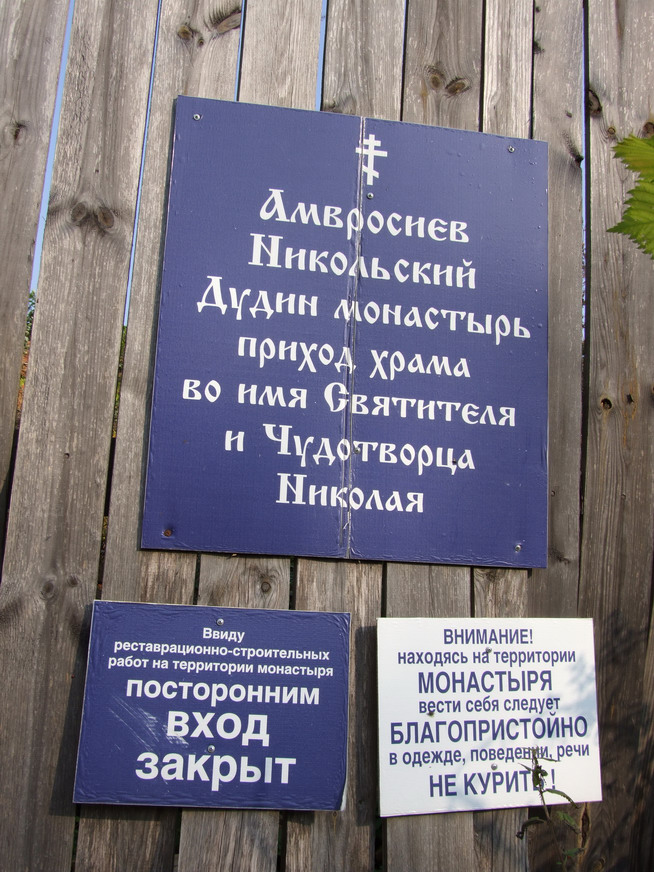 Амвросиев
Никольский
Дудин монастырь
приход храма
во имя Святителя
и Чудотворца
Николая
Ввиду
реставрационно-строительных
работ на территории монастыря
посторонним
вход
закрыт
ВНИМАНИЕ!
находясь на территории
МОНАСТЫРЯ
вести себя следует
БЛАГОПРИСТОЙНО
в одежде, поведении, речи
НЕ КУРИТЬ!